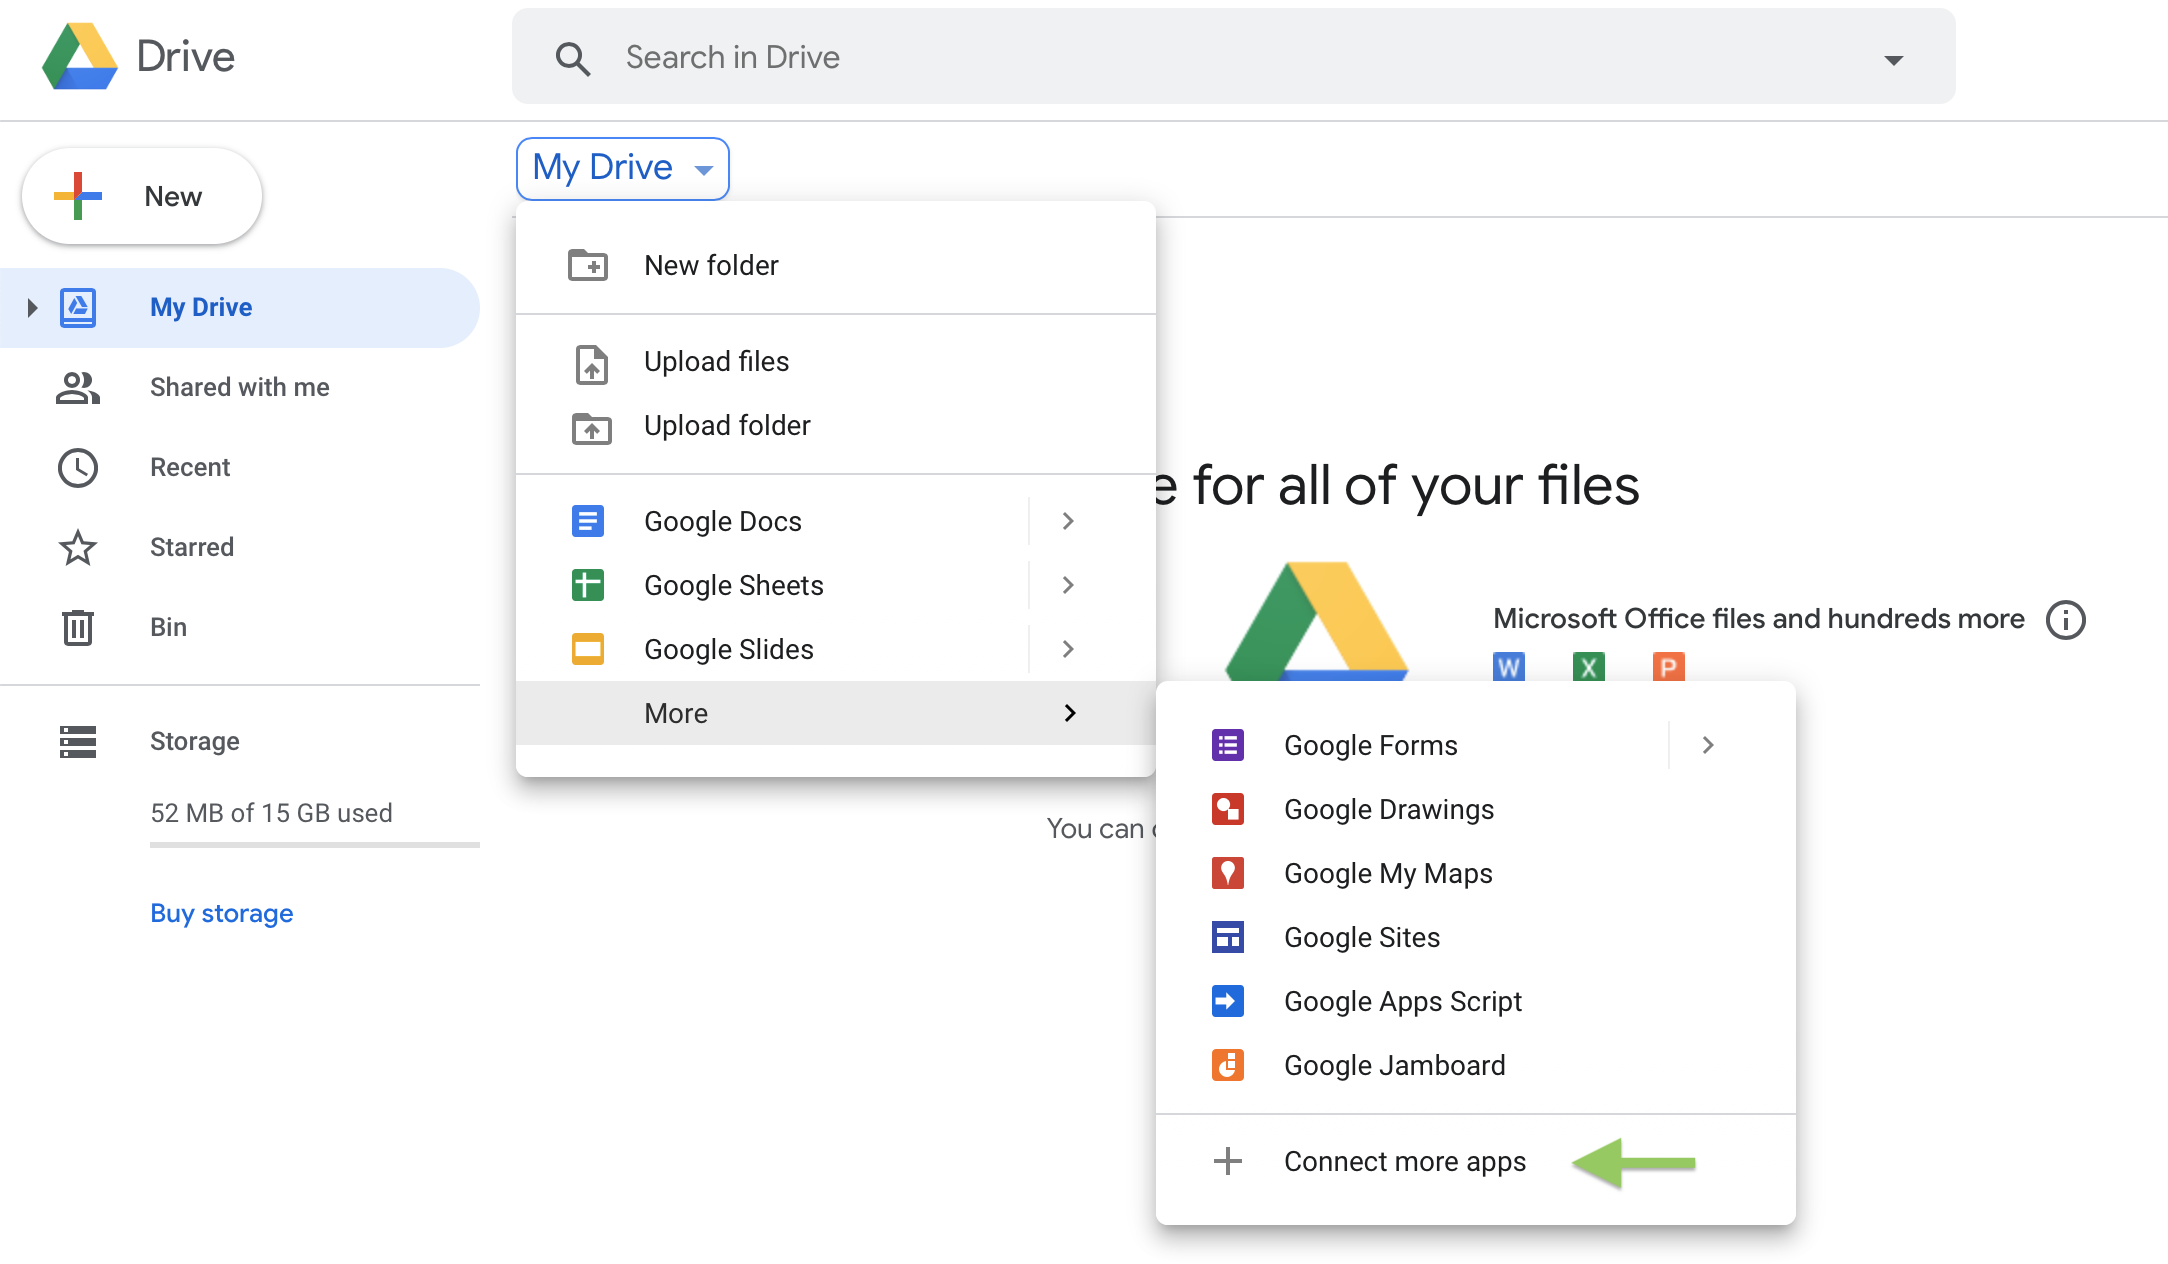 Drive
Search in Drive
New
My Drive
My Drive
Shared with me
Recent
Starred
Bin
Storage
52 MB of 15 GB used
Buy storage
New folder
Upload files
Upload folder
Google Docs
Google Sheets
Google Slides
More
e for all of your files
Microsoft Office files and hundreds more
W X P
You can
Google Forms
Google Drawings
Google My Maps
Google Sites
Google Apps Script
Google Jamboard
Connect more apps